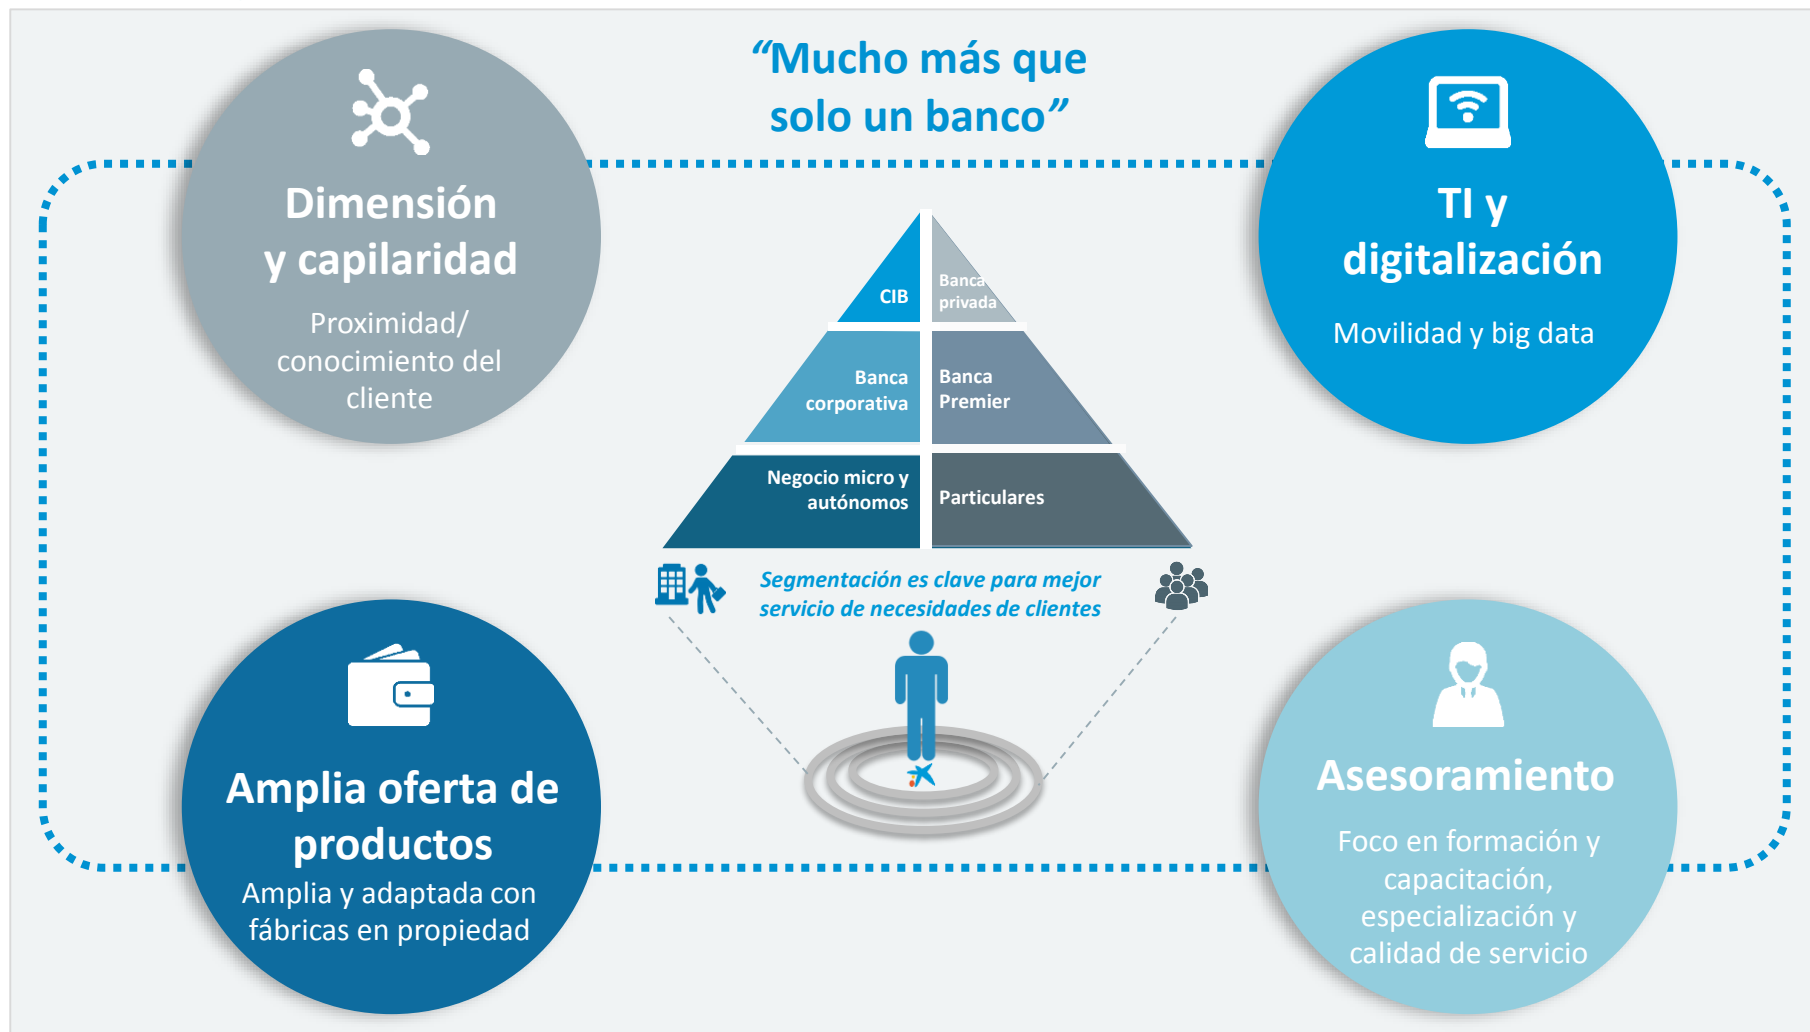 “Mucho más que
solo un banco”
Dimensión
y capilaridad
Proximidad/
conocimiento del
cliente
TI y
digitalización
Movilidad y big data
CIB
Banca
privada
Banca
corporativa
Banca
Premier
Negocio micro y
autónomos
Particulares
Segmentación es clave para mejor
servicio de necesidades de clientes
Amplia oferta de
productos
Amplia y adaptada con
fábricas en propiedad
Asesoramiento
Foco en formación y
capacitación,
especialización y
calidad de servicio